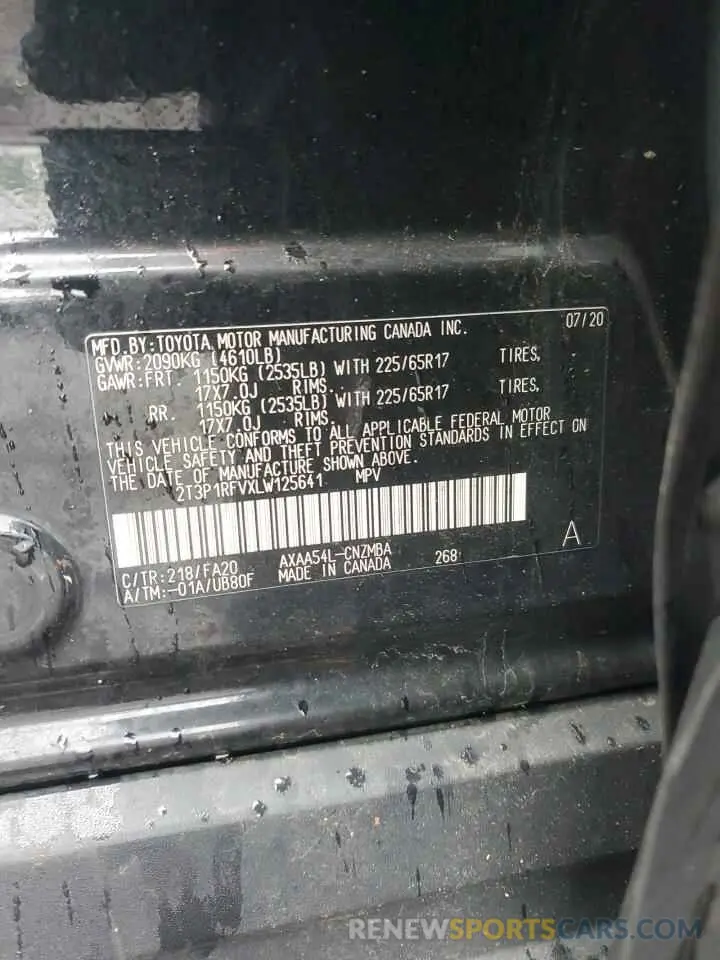 MFD.BY:TOYOTA MOTOR MANUFACTURING CANADA INC. 07/20
GVWR:2090KG (4610LB)
GAWR:FRT. 1150KG (2535LB) WITH 225/65R17 TIRES,
17X7.0J RIMS,
RR. 1150KG (2535LB) WITH 225/65R17 TIRES,
17X7.0J RIMS.
THIS VEHICLE CONFORMS TO ALL APPLICABLE FEDERAL MOTOR
VEHICLE SAFETY AND THEFT PREVENTION STANDARDS IN EFFECT ON
THE DATE OF MANUFACTURE SHOWN ABOVE.
2T3P1RFVXLW125641 MPV
A
C/TR:218/FA20 AXAA54L-CNZMBA 268
A/TM:-01A/UB80F MADE IN CANADA
RENEWSPORTSCARS.COM